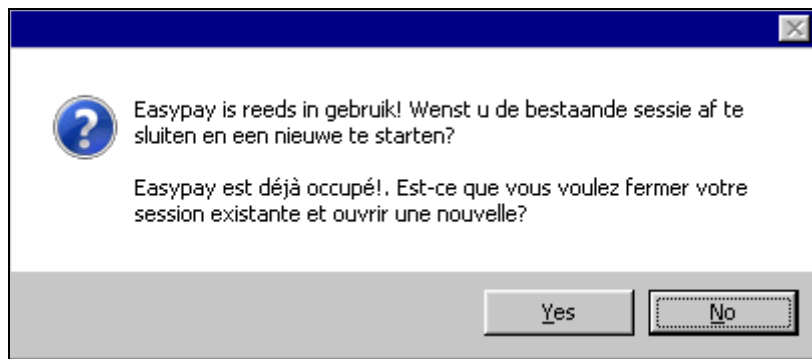 Easypay is reeds in gebruik! Wenst u de bestaande sessie af te
sluiten en een nieuwe te starten?
Easypay est déjà occupé!. Est-ce que vous voulez fermer votre
session existante et ouvrir une nouvelle?
Yes
No